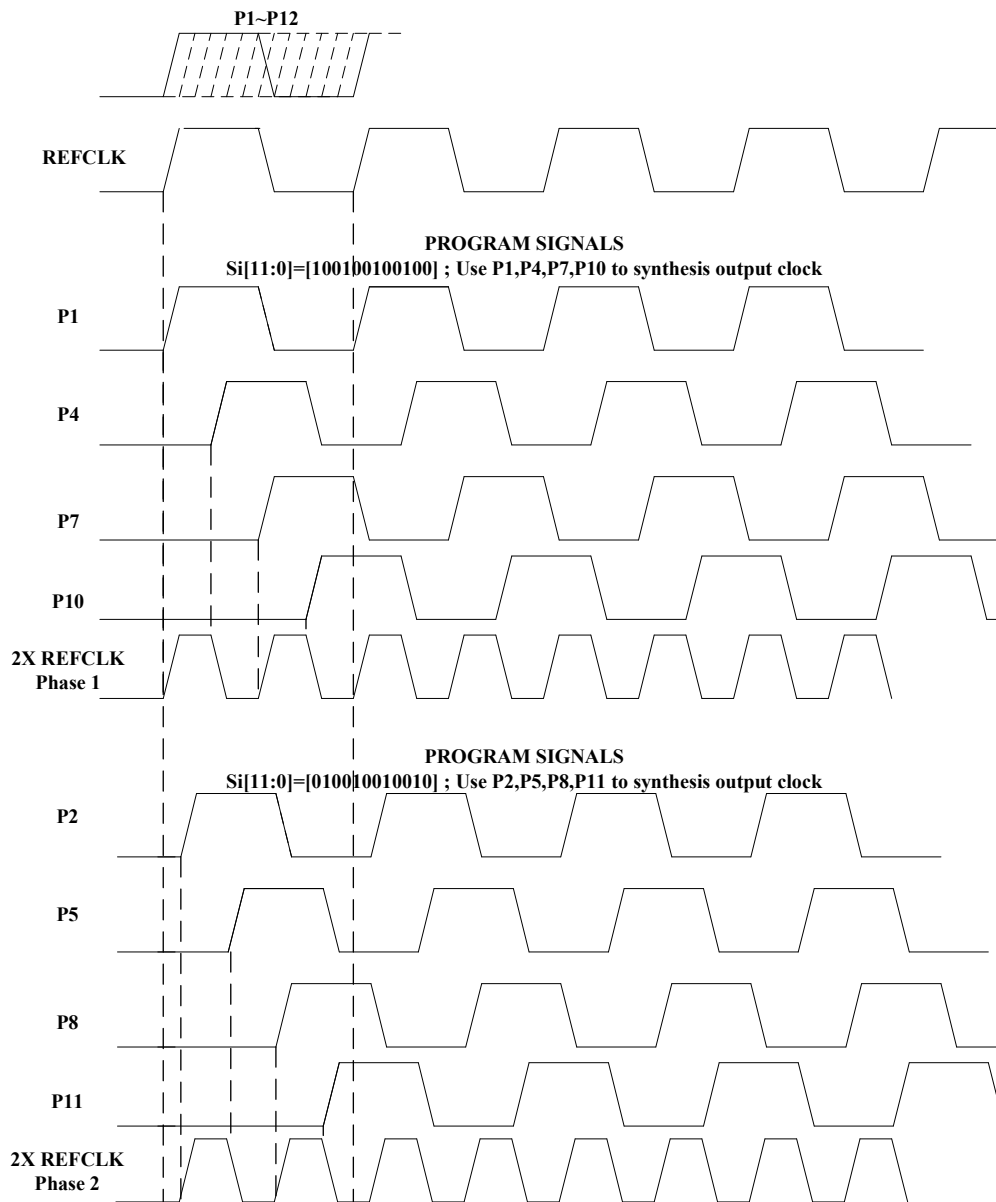 P1~P12
REFCLK
PROGRAM SIGNALS
Si[11:0]=[100100100100] ; Use P1,P4,P7,P10 to synthesis output clock
P1
P4
P7
P10
2X REFCLK
Phase 1
PROGRAM SIGNALS
Si[11:0]=[010010010010] ; Use P2,P5,P8,P11 to synthesis output clock
P2
P5
P8
P11
2X REFCLK
Phase 2